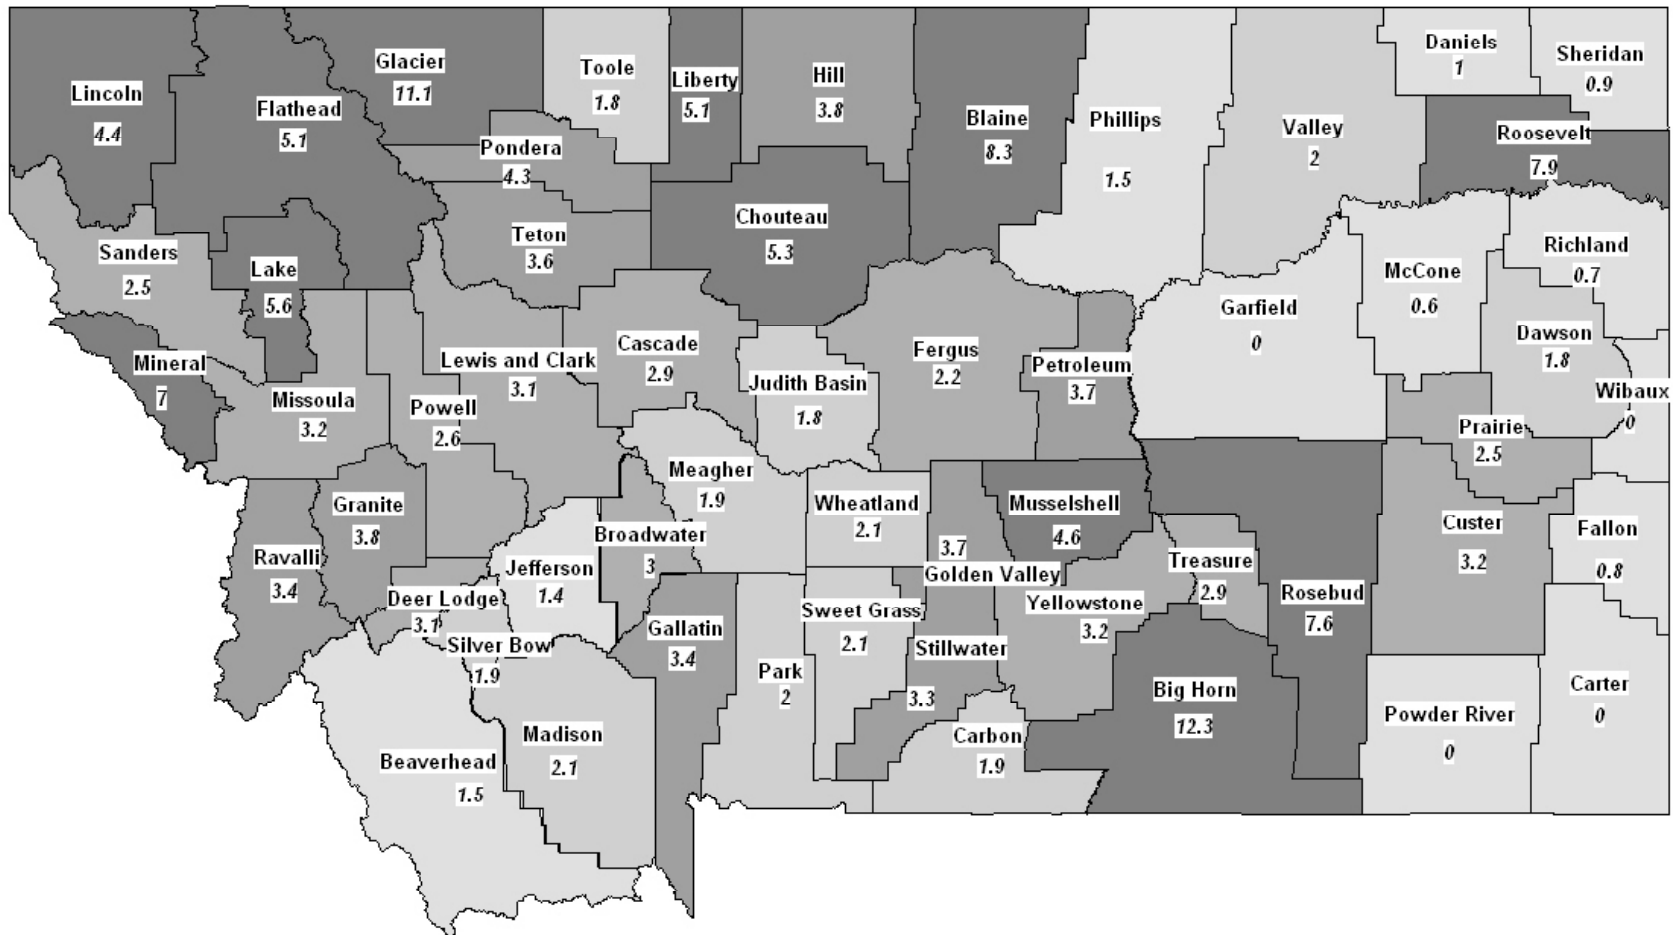 Lincoln
4.4
Flathead
5.1
Glacier
11.1
Toole
1.8
Liberty
5.1
Hill
3.8
Blaine
8.3
Phillips
1.5
Valley
2
Daniels
1
Sheridan
0.9
Roosevelt
7.9
Pondera
4.3
Teton
3.6
Chouteau
5.3
Sanders
2.5
Lake
5.6
Richland
0.7
McCone
0.6
Garfield
0
Dawson
1.8
Wibaux
0
Mineral
7
Missoula
3.2
Lewis and Clark
3.1
Powell
2.6
Cascade
2.9
Judith Basin
1.8
Fergus
2.2
Petroleum
3.7
Prairie
2.5
Meagher
1.9
Wheatland
2.1
Musselshell
4.6
Granite
3.8
Broadwater
3
Ravalli
3.4
Jefferson
1.4
Deer Lodge
3.1
Silver Bow
1.9
3.7
Golden Valley
Treasure
2.9
Custer
3.2
Fallon
0.8
Rosebud
7.6
Yellowstone
3.2
Sweet Grass
2.1
Gallatin
3.4
Stillwater
3.3
Park
2
Big Horn
12.3
Carter
0
Powder River
0
Madison
2.1
Carbon
1.9
Beaverhead
1.5